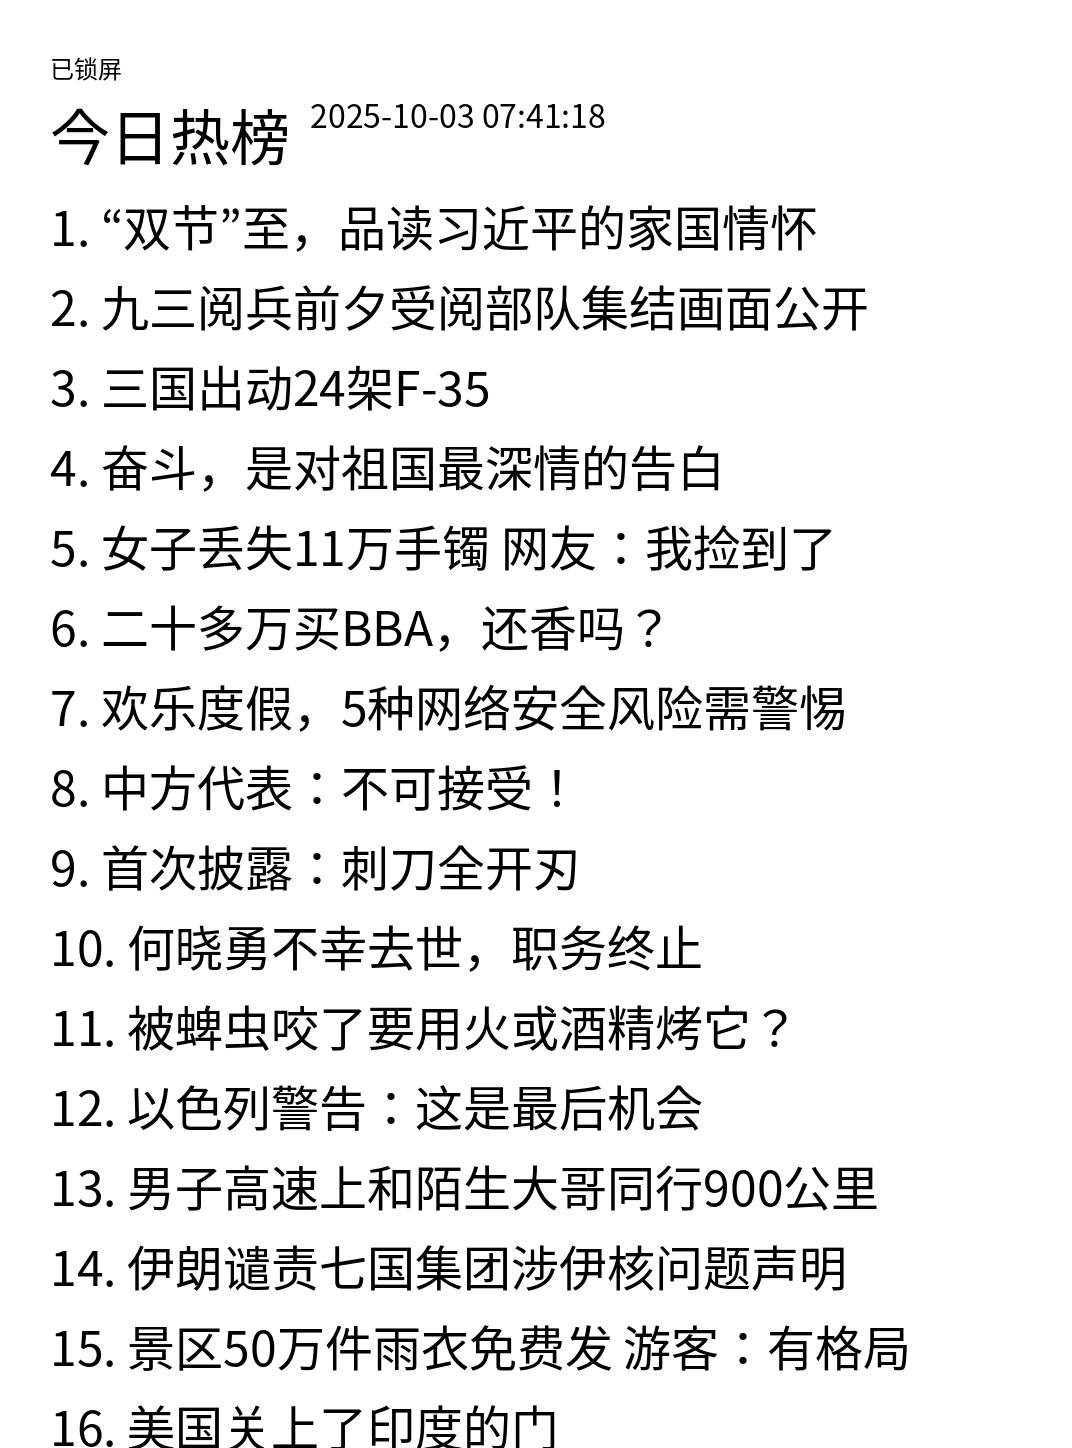 已锁屏
今日热榜 2025-10-03 07:41:18
1. “双节”至，品读习近平的家国情怀
2. 九三阅兵前夕受阅部队集结画面公开
3. 三国出动24架F-35
4. 奋斗，是对祖国最深情的告白
5. 女子丢失11万手镯 网友：我捡到了
6. 二十多万买BBA，还香吗？
7. 欢乐度假，5种网络安全风险需警惕
8. 中方代表：不可接受！
9. 首次披露：刺刀全开刃
10. 何晓勇不幸去世，职务终止
11. 被蜱虫咬了要用火或酒精烤它？
12. 以色列警告：这是最后机会
13. 男子高速上和陌生大哥同行900公里
14. 伊朗谴责七国集团涉伊核问题声明
15. 景区50万件雨衣免费发 游客：有格局
16. 美国关上了印度的门